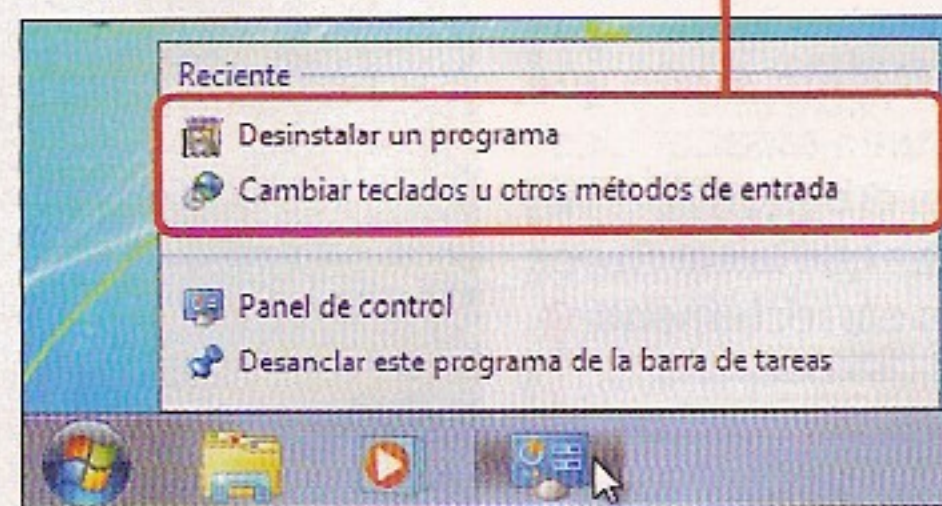 Reciente
Desinstalar un programa
Cambiar teclados u otros métodos de entrada
Panel de control
Desanclar este programa de la barra de tareas